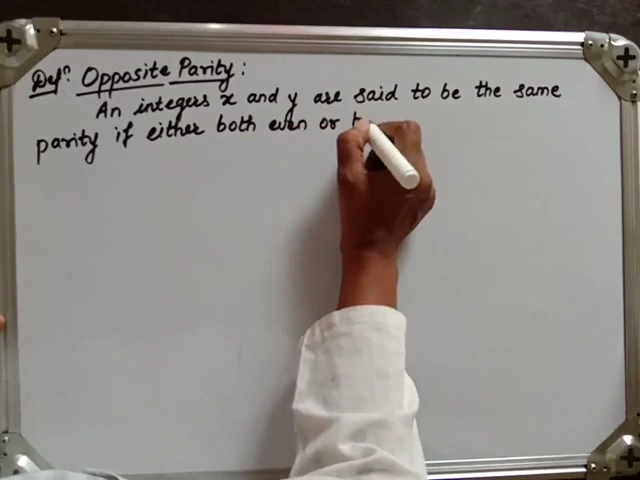 Defⁿ Opposite Parity :
An integers x and y are said to be the same
parity if either both even or b